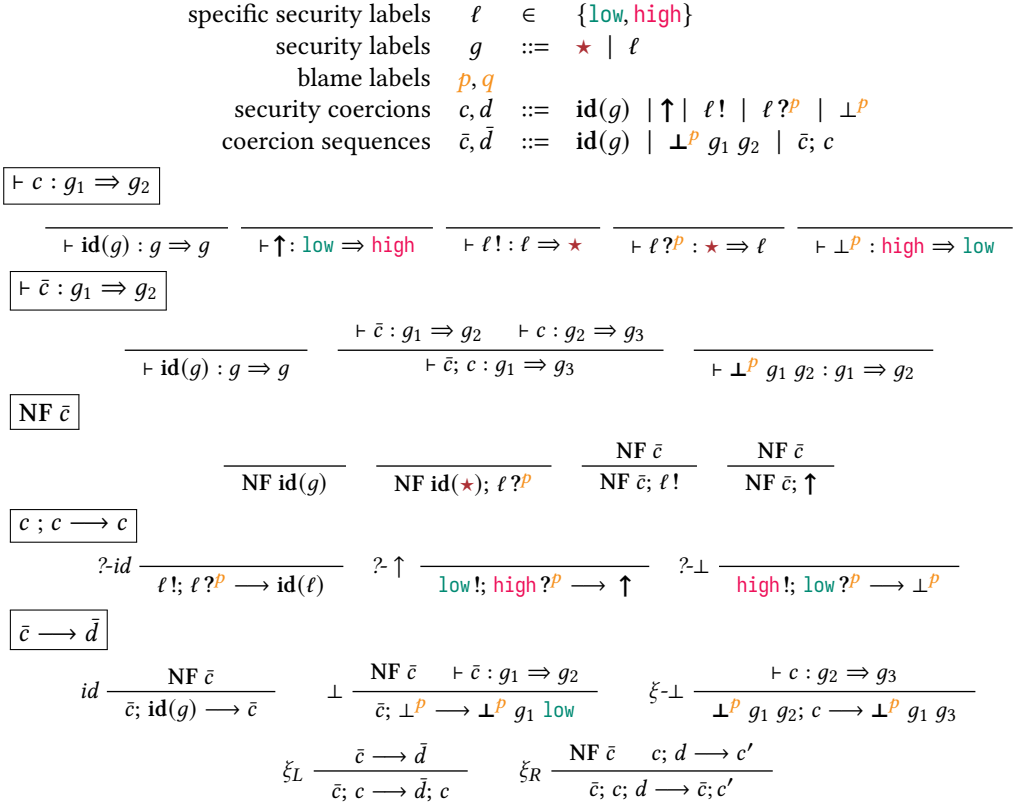 specific security labels ℓ ∈ {low, high}
security labels g ::= ★ | ℓ
blame labels p, q
security coercions c, d ::= id(g) | ↑ | ℓ ! | ℓ ?ᵖ | ⊥ᵖ
coercion sequences c̄, d̄ ::= id(g) | ⊥ᵖ g₁ g₂ | c̄; c
⊢ c : g₁ ⇒ g₂
⊢ id(g) : g ⇒ g    ⊢ ↑ : low ⇒ high    ⊢ ℓ ! : ℓ ⇒ ★    ⊢ ℓ ?ᵖ : ★ ⇒ ℓ    ⊢ ⊥ᵖ : high ⇒ low
⊢ c̄ : g₁ ⇒ g₂
⊢ c̄ : g₁ ⇒ g₂    ⊢ c : g₂ ⇒ g₃
⊢ id(g) : g ⇒ g    ⊢ c̄; c : g₁ ⇒ g₃    ⊢ ⊥ᵖ g₁ g₂ : g₁ ⇒ g₂
NF c̄
NF c̄    NF c̄
NF id(g)    NF id(★); ℓ ?ᵖ    NF c̄; ℓ !    NF c̄; ↑
c ; c ⟶ c
?-id    ℓ !; ℓ ?ᵖ ⟶ id(ℓ)    ?-↑    low !; high ?ᵖ ⟶ ↑    ?-⊥    high !; low ?ᵖ ⟶ ⊥ᵖ
c̄ ⟶ d̄
NF c̄    NF c̄    ⊢ c̄ : g₁ ⇒ g₂    ⊢ c : g₂ ⇒ g₃
id    c̄; id(g) ⟶ c̄    ⊥    c̄; ⊥ᵖ ⟶ ⊥ᵖ g₁ low    ξ-⊥    ⊥ᵖ g₁ g₂; c ⟶ ⊥ᵖ g₁ g₃
c̄ ⟶ d̄    NF c̄    c; d ⟶ c′
ξL    c̄; c ⟶ d̄; c    ξR    c̄; c; d ⟶ c̄; c′